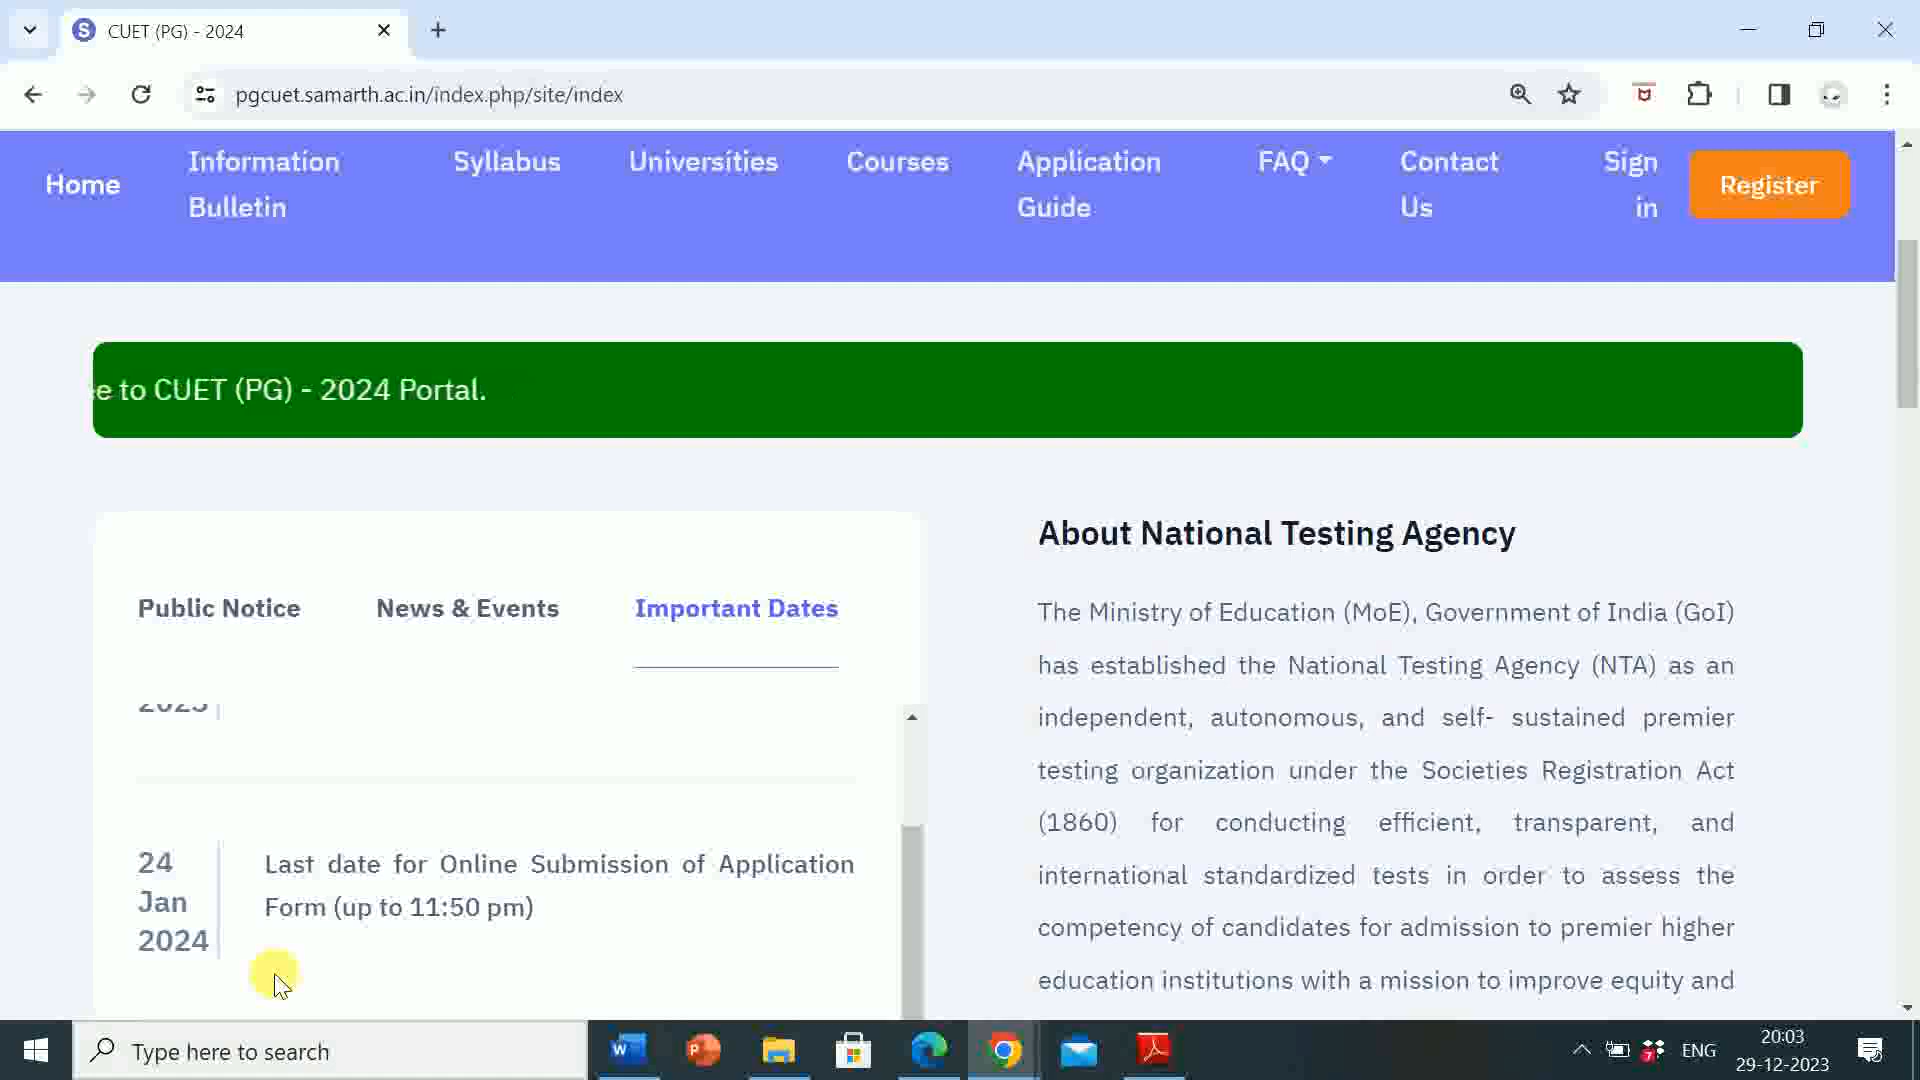 CUET (PG) - 2024
pgcuet.samarth.ac.in/index.php/site/index
Home
Information
Bulletin
Syllabus
Universities
Courses
Application
Guide
FAQ
Contact
Us
Sign
in
Register
e to CUET (PG) - 2024 Portal.
Public Notice
News & Events
Important Dates
2023
24
Jan
2024
Last date for Online Submission of Application
Form (up to 11:50 pm)
About National Testing Agency
The Ministry of Education (MoE), Government of India (GoI)
has established the National Testing Agency (NTA) as an
independent, autonomous, and self- sustained premier
testing organization under the Societies Registration Act
(1860) for conducting efficient, transparent, and
international standardized tests in order to assess the
competency of candidates for admission to premier higher
education institutions with a mission to improve equity and
Type here to search
ENG
20:03
29-12-2023